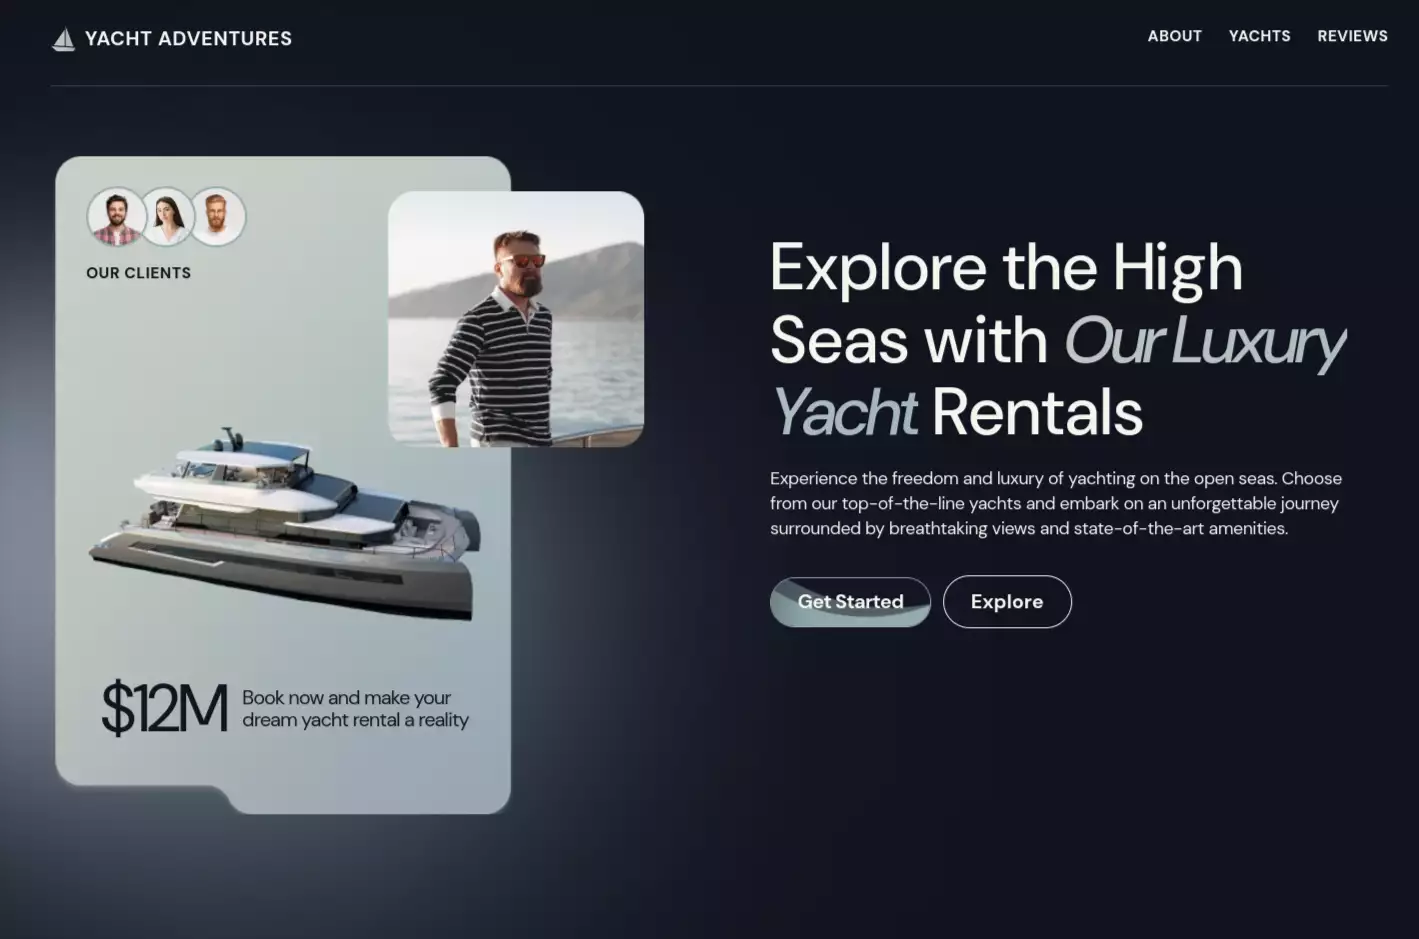 YACHT ADVENTURES
ABOUT YACHTS REVIEWS
OUR CLIENTS
$12M
Book now and make your
dream yacht rental a reality
Explore the High
Seas with Our Luxury
Yacht Rentals
Experience the freedom and luxury of yachting on the open seas. Choose
from our top-of-the-line yachts and embark on an unforgettable journey
surrounded by breathtaking views and state-of-the-art amenities.
Get Started
Explore